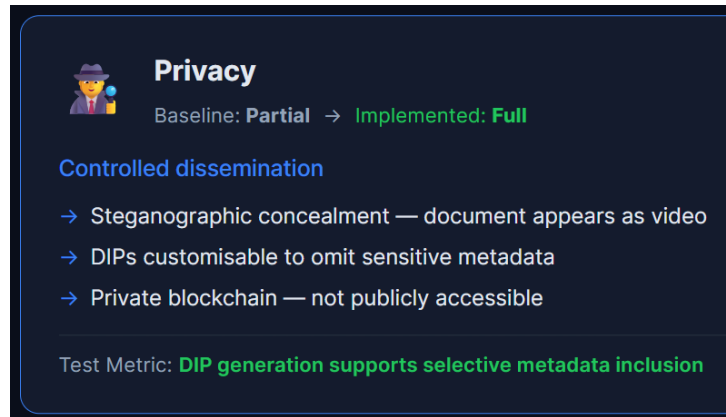 Privacy
Baseline: Partial → Implemented: Full
Controlled dissemination
→ Steganographic concealment — document appears as video
→ DIPs customisable to omit sensitive metadata
→ Private blockchain — not publicly accessible
Test Metric: DIP generation supports selective metadata inclusion